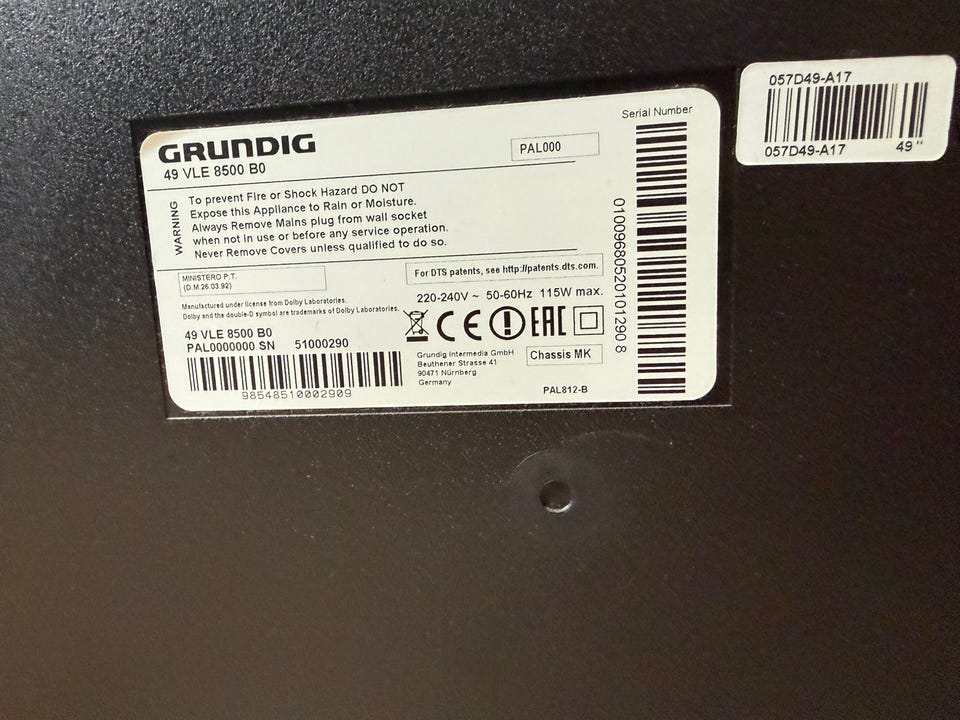 GRUNDIG
49 VLE 8500 B0
PAL000
WARNING
To prevent Fire or Shock Hazard DO NOT
Expose this Appliance to Rain or Moisture.
Always Remove Mains plug from wall socket
when not in use or before any service operation.
Never Remove Covers unless qualified to do so.
MINISTERO P.T.
(D.M 26.03.92)
For DTS patents, see http://patents.dts.com.
Manufactured under license from Dolby Laboratories.
Dolby and the double-D symbol are trademarks of Dolby Laboratories.
220-240V ~ 50-60Hz 115W max.
CE EAC
49 VLE 8500 B0
PAL0000000 SN 51000290
98548510002909
Grundig Intermedia GmbH
Beuthener Strasse 41
90471 Nürnberg
Germany
Chassis MK
PAL812-B
Serial Number
01009680520101290 8
057D49-A17
057D49-A17 49"